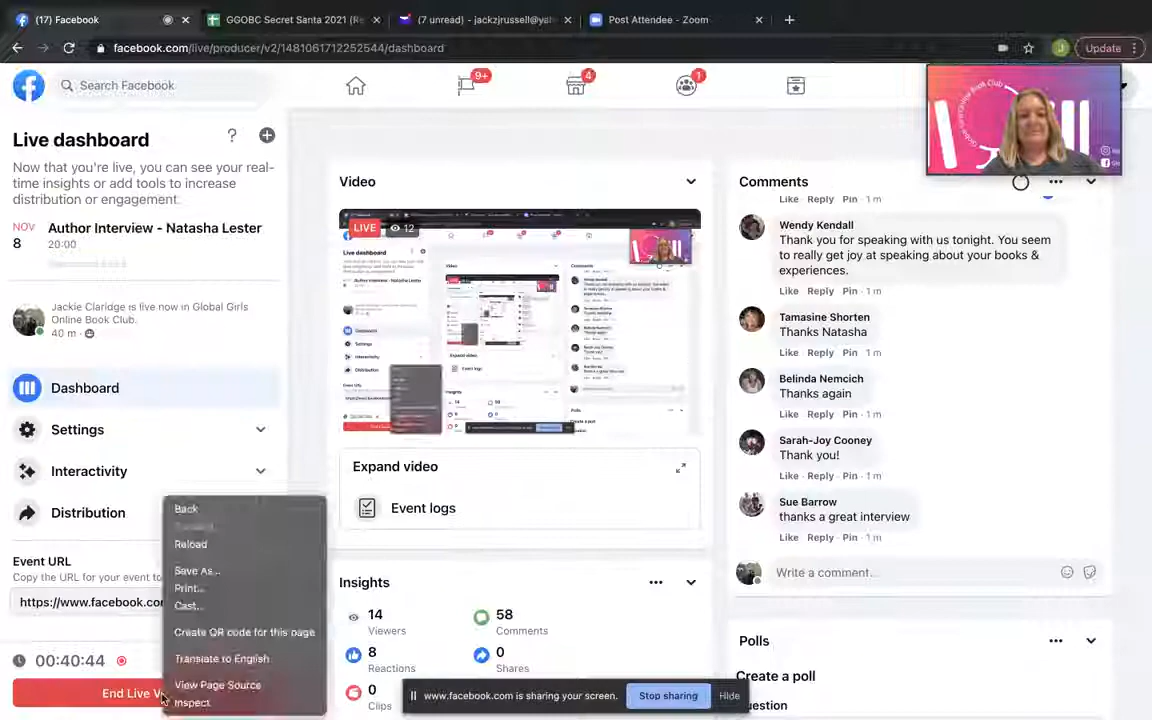 (17) Facebook
GGOBC Secret Santa 2021 (Re
(7 unread) - jackzjrussell@yah
Post Attendee - Zoom
facebook.com/live/producer/v2/1481061712252544/dashboard
J
Update
Search Facebook
9+
4
1
Live dashboard
Now that you're live, you can see your real-
time insights or add tools to increase
distribution or engagement.
NOV
8
Author Interview - Natasha Lester
20:00
Jackie Claridge is live now in Global Girls
Online Book Club.
40 m ·
Dashboard
Settings
Interactivity
Distribution
Event URL
Copy the URL for your event to
https://www.facebook.com
00:40:44
End Live V
Back
Reload
Save As...
Print...
Cast...
Create QR code for this page
Translate to English
View Page Source
Inspect
Video
LIVE
12
Expand video
Event logs
Insights
14
Viewers
58
Comments
8
Reactions
0
Shares
0
Clips
www.facebook.com is sharing your screen.
Stop sharing
Hide
Comments
Like Reply Pin · 1 m
Wendy Kendall
Thank you for speaking with us tonight. You seem
to really get joy at speaking about your books &
experiences.
Like Reply Pin · 1 m
Tamasine Shorten
Thanks Natasha
Like Reply Pin · 1 m
Belinda Nemcich
Thanks again
Like Reply Pin · 1 m
Sarah-Joy Cooney
Thank you!
Like · Reply · Pin · 1 m
Sue Barrow
thanks a great interview
Like Reply Pin · 1 m
Write a comment...
Polls
Create a poll
uestion